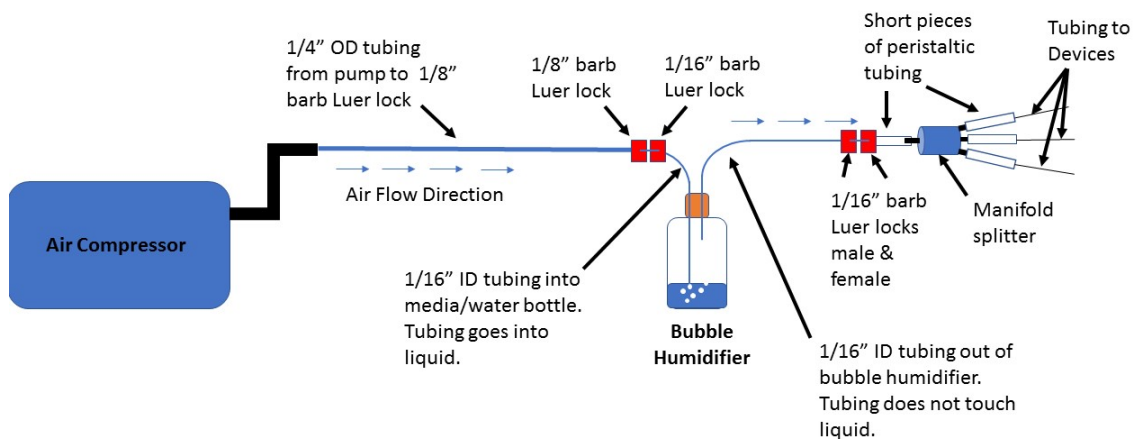 1/4” OD tubing
from pump to 1/8”
barb Luer lock
1/8” barb
Luer lock
1/16” barb
Luer lock
Short pieces
of peristaltic
tubing
Tubing to
Devices
Air Flow Direction
Air Compressor
1/16” ID tubing into
media/water bottle.
Tubing goes into
liquid.
Bubble
Humidifier
1/16” barb
Luer locks
male &
female
Manifold
splitter
1/16” ID tubing out of
bubble humidifier.
Tubing does not touch
liquid.